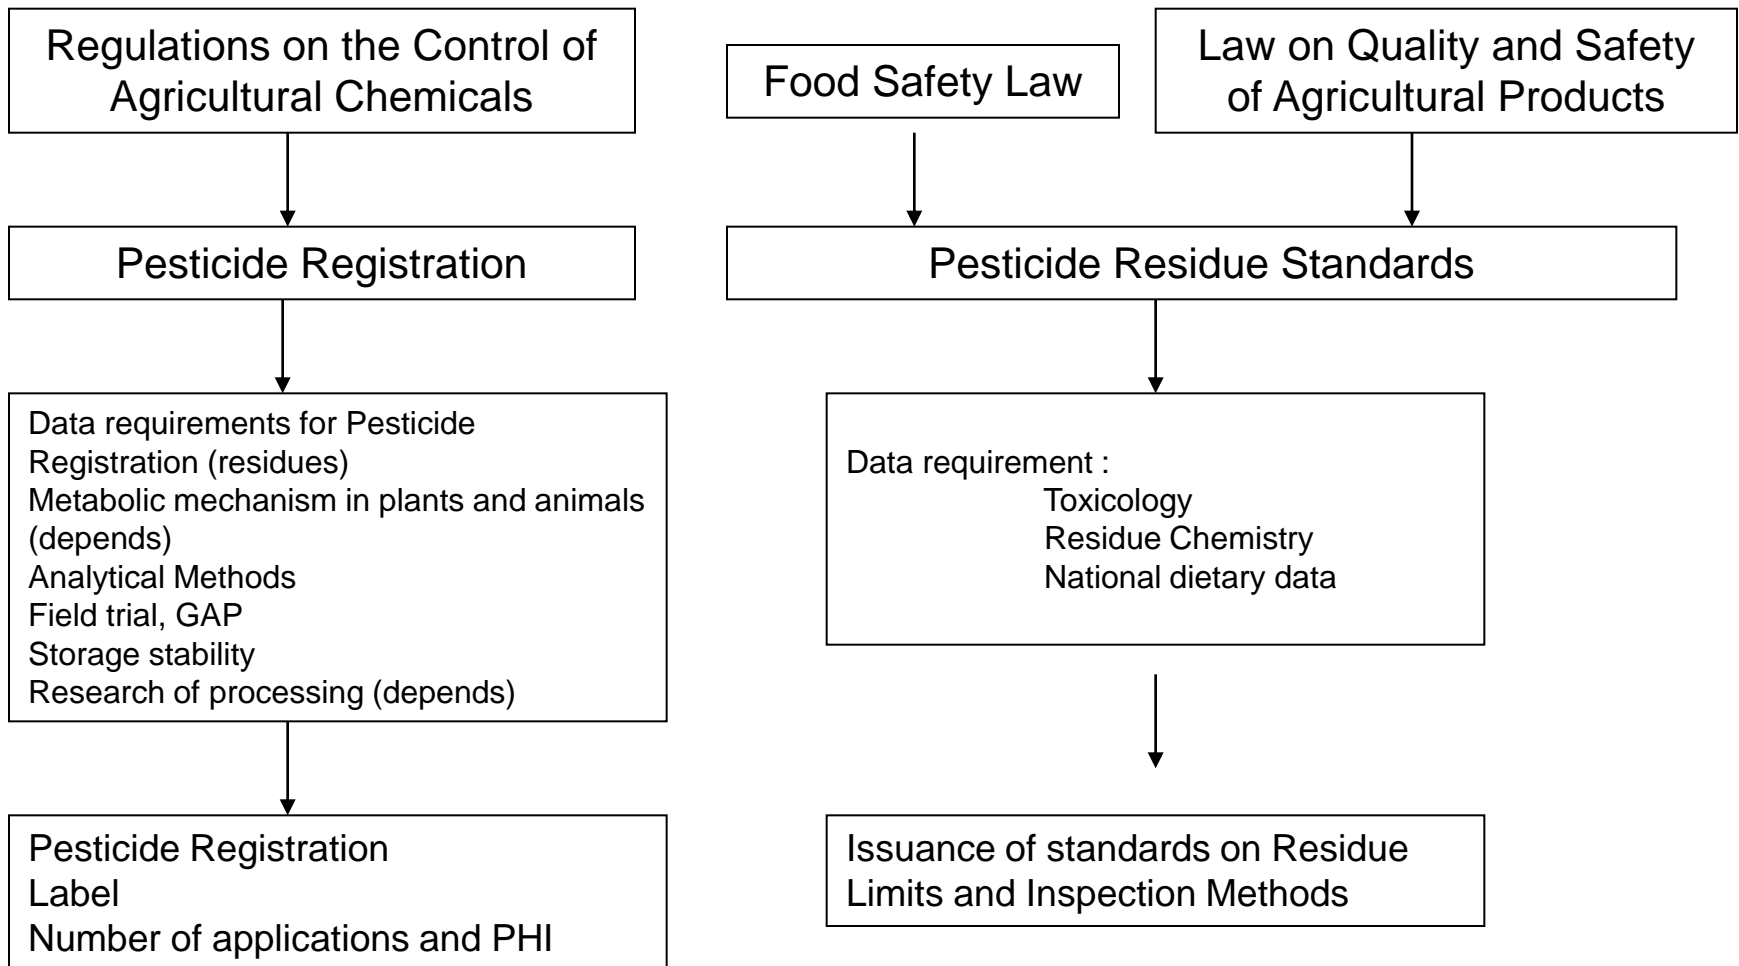 Regulations on the Control of
Agricultural Chemicals
Food Safety Law
Law on Quality and Safety
of Agricultural Products
Pesticide Registration
Pesticide Residue Standards
Data requirements for Pesticide
Registration (residues)
Metabolic mechanism in plants and animals
(depends)
Analytical Methods
Field trial, GAP
Storage stability
Research of processing (depends)
Data requirement :
Toxicology
Residue Chemistry
National dietary data
Pesticide Registration
Label
Number of applications and PHI
Issuance of standards on Residue
Limits and Inspection Methods